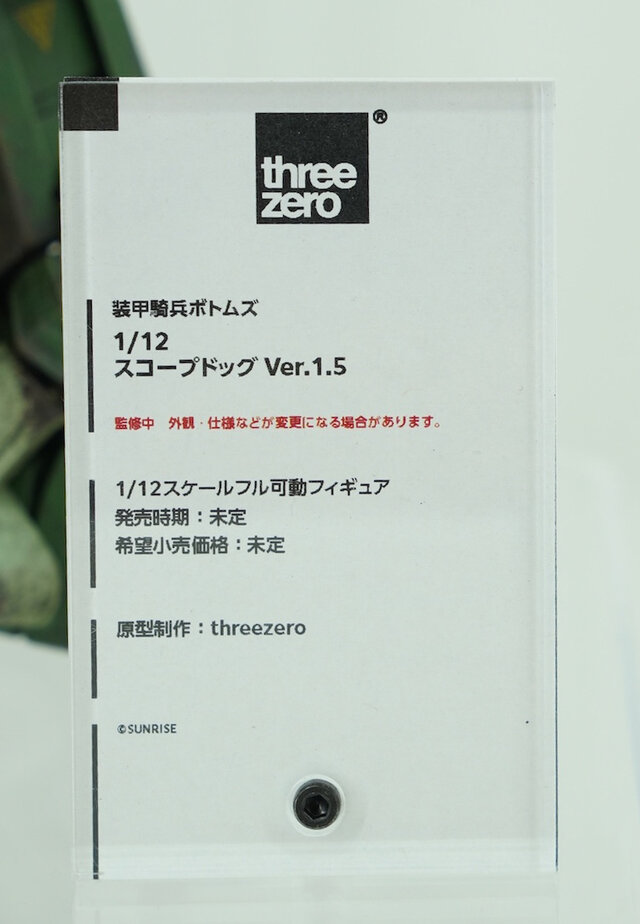 three
zero
®
装甲騎兵ボトムズ
1/12
スコープドッグ Ver.1.5
監修中　外観・仕様などが変更になる場合があります。
1/12スケールフル可動フィギュア
発売時期：未定
希望小売価格：未定
原型制作：threezero
©SUNRISE